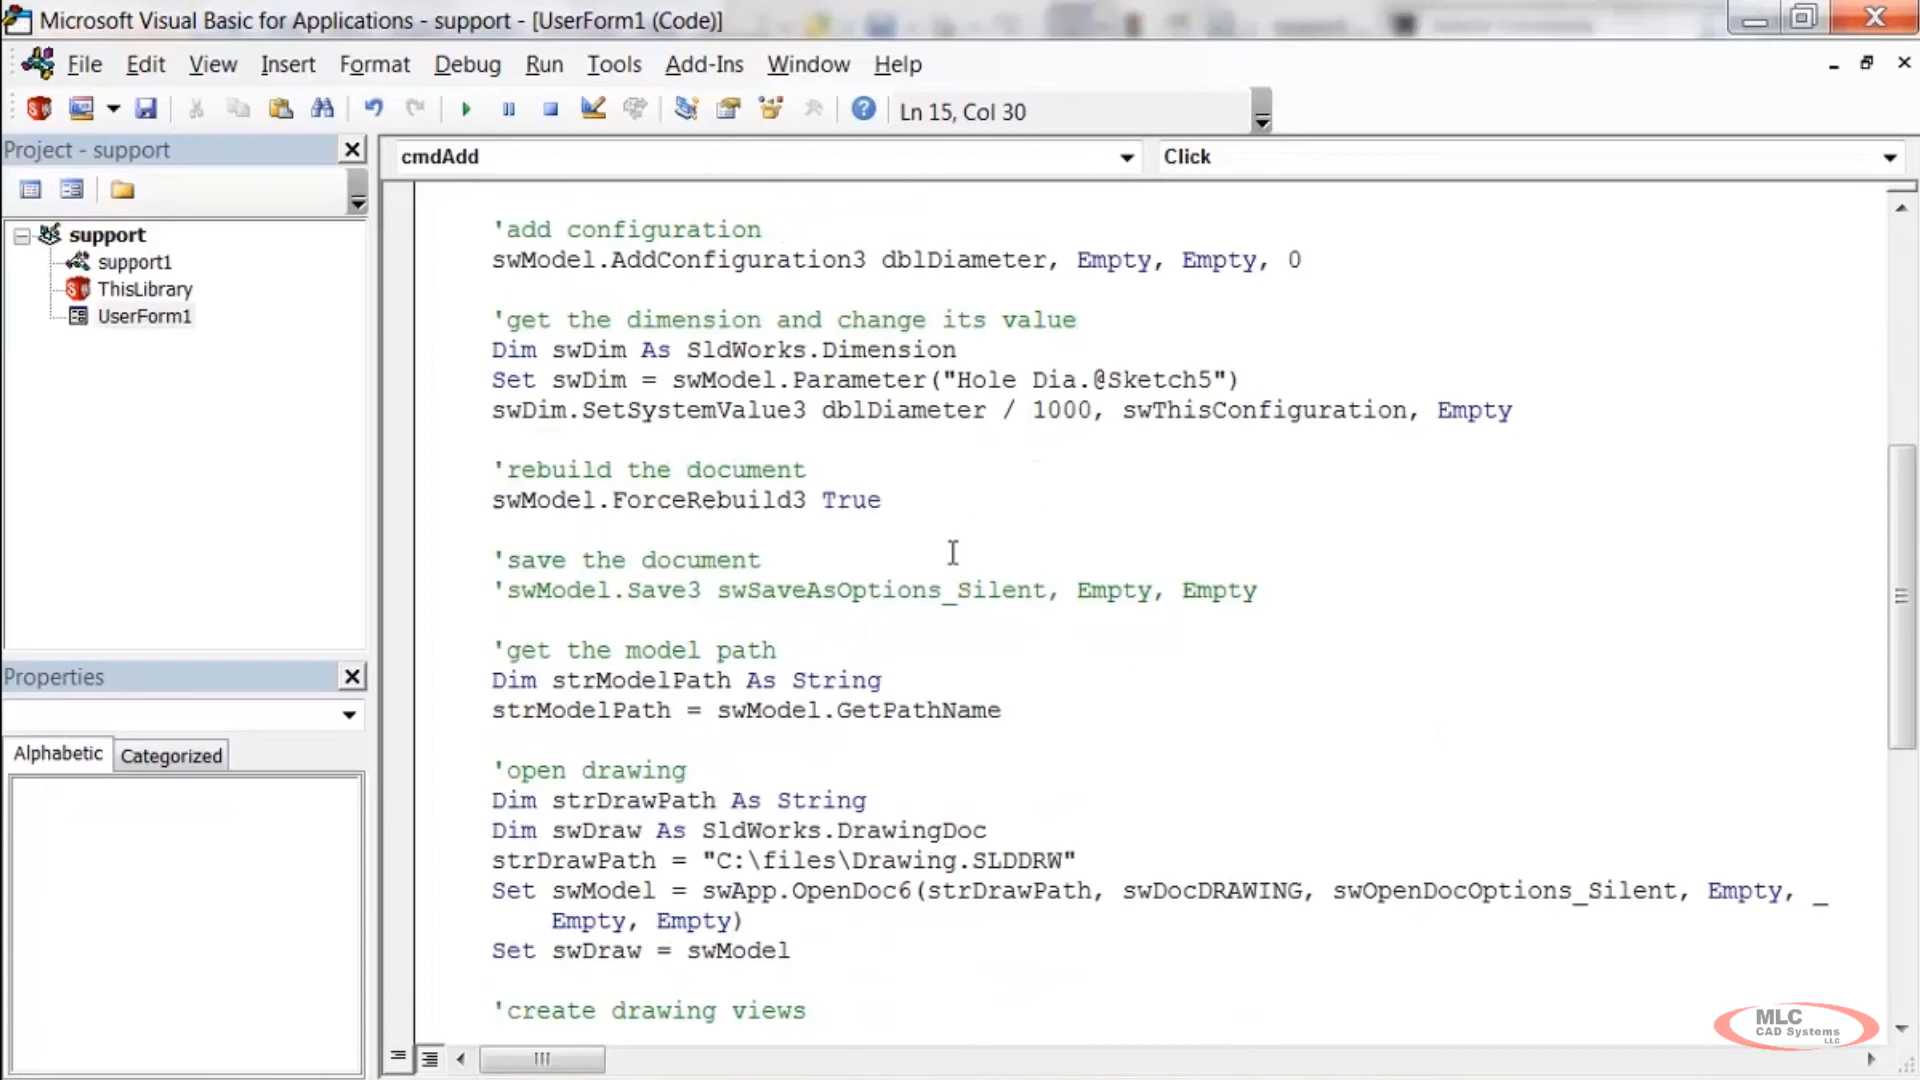 Microsoft Visual Basic for Applications - support - [UserForm1 (Code)]
File Edit View Insert Format Debug Run Tools Add-Ins Window Help
Ln 15, Col 30
Project - support
cmdAdd
Click
support
support1
ThisLibrary
UserForm1
Properties
Alphabetic
Categorized
'add configuration
swModel.AddConfiguration3 dblDiameter, Empty, Empty, 0
'get the dimension and change its value
Dim swDim As SldWorks.Dimension
Set swDim = swModel.Parameter("Hole Dia.@Sketch5")
swDim.SetSystemValue3 dblDiameter / 1000, swThisConfiguration, Empty
'rebuild the document
swModel.ForceRebuild3 True
'save the document
'swModel.Save3 swSaveAsOptions_Silent, Empty, Empty
'get the model path
Dim strModelPath As String
strModelPath = swModel.GetPathName
'open drawing
Dim strDrawPath As String
Dim swDraw As SldWorks.DrawingDoc
strDrawPath = "C:\files\Drawing.SLDDRW"
Set swModel = swApp.OpenDoc6(strDrawPath, swDocDRAWING, swOpenDocOptions_Silent, Empty, _
Empty, Empty)
Set swDraw = swModel
'create drawing views
MLC
CAD Systems
LLC